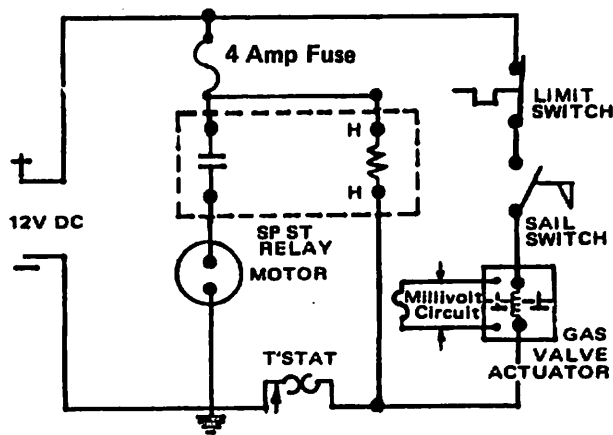 4 Amp Fuse
LIMIT
SWITCH
H
H
+
12V DC
−
SP ST
RELAY
MOTOR
SAIL
SWITCH
Millivolt
Circuit
GAS
VALVE
ACTUATOR
T'STAT